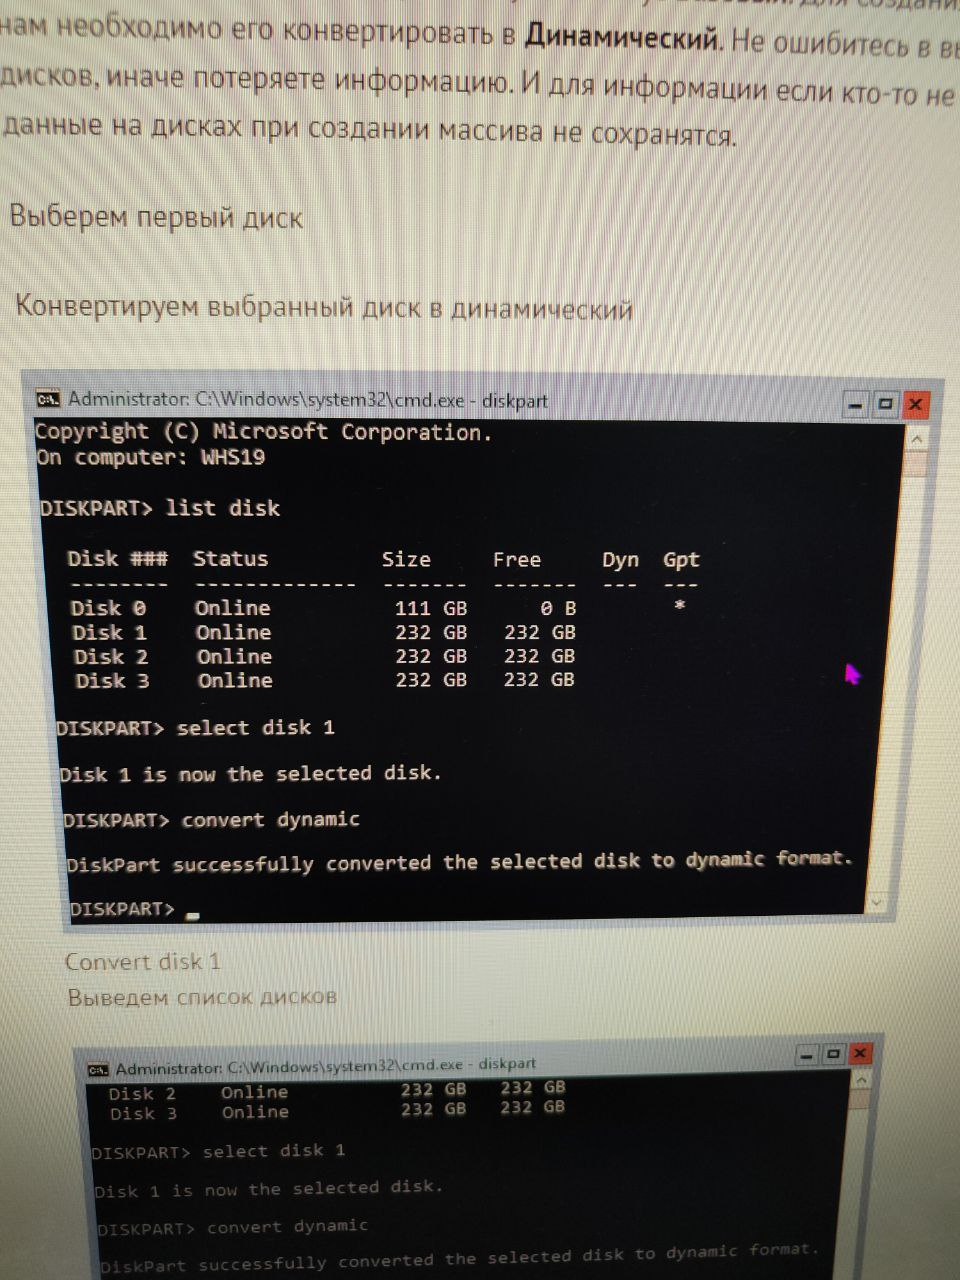 нам необходимо его конвертировать в Динамический. Не ошибитесь в
дисков, иначе потеряете информацию. И для информации если кто-то не
данные на дисках при создании массива не сохранятся.
Выберем первый диск
Конвертируем выбранный диск в динамический
Administrator: C:\Windows\system32\cmd.exe - diskpart
Copyright (C) Microsoft Corporation.
On computer: WHS19
DISKPART> list disk
Disk ### Status Size Free Dyn Gpt
-------- ------------- ------- ------- --- ---
Disk 0 Online 111 GB 0 B *
Disk 1 Online 232 GB 232 GB
Disk 2 Online 232 GB 232 GB
Disk 3 Online 232 GB 232 GB
DISKPART> select disk 1
Disk 1 is now the selected disk.
DISKPART> convert dynamic
DiskPart successfully converted the selected disk to dynamic format.
DISKPART>
Convert disk 1
Выведем список дисков
Administrator: C:\Windows\system32\cmd.exe - diskpart
Disk 2 Online 232 GB 232 GB
Disk 3 Online 232 GB 232 GB
DISKPART> select disk 1
Disk 1 is now the selected disk.
DISKPART> convert dynamic
DiskPart successfully converted the selected disk to dynamic format.